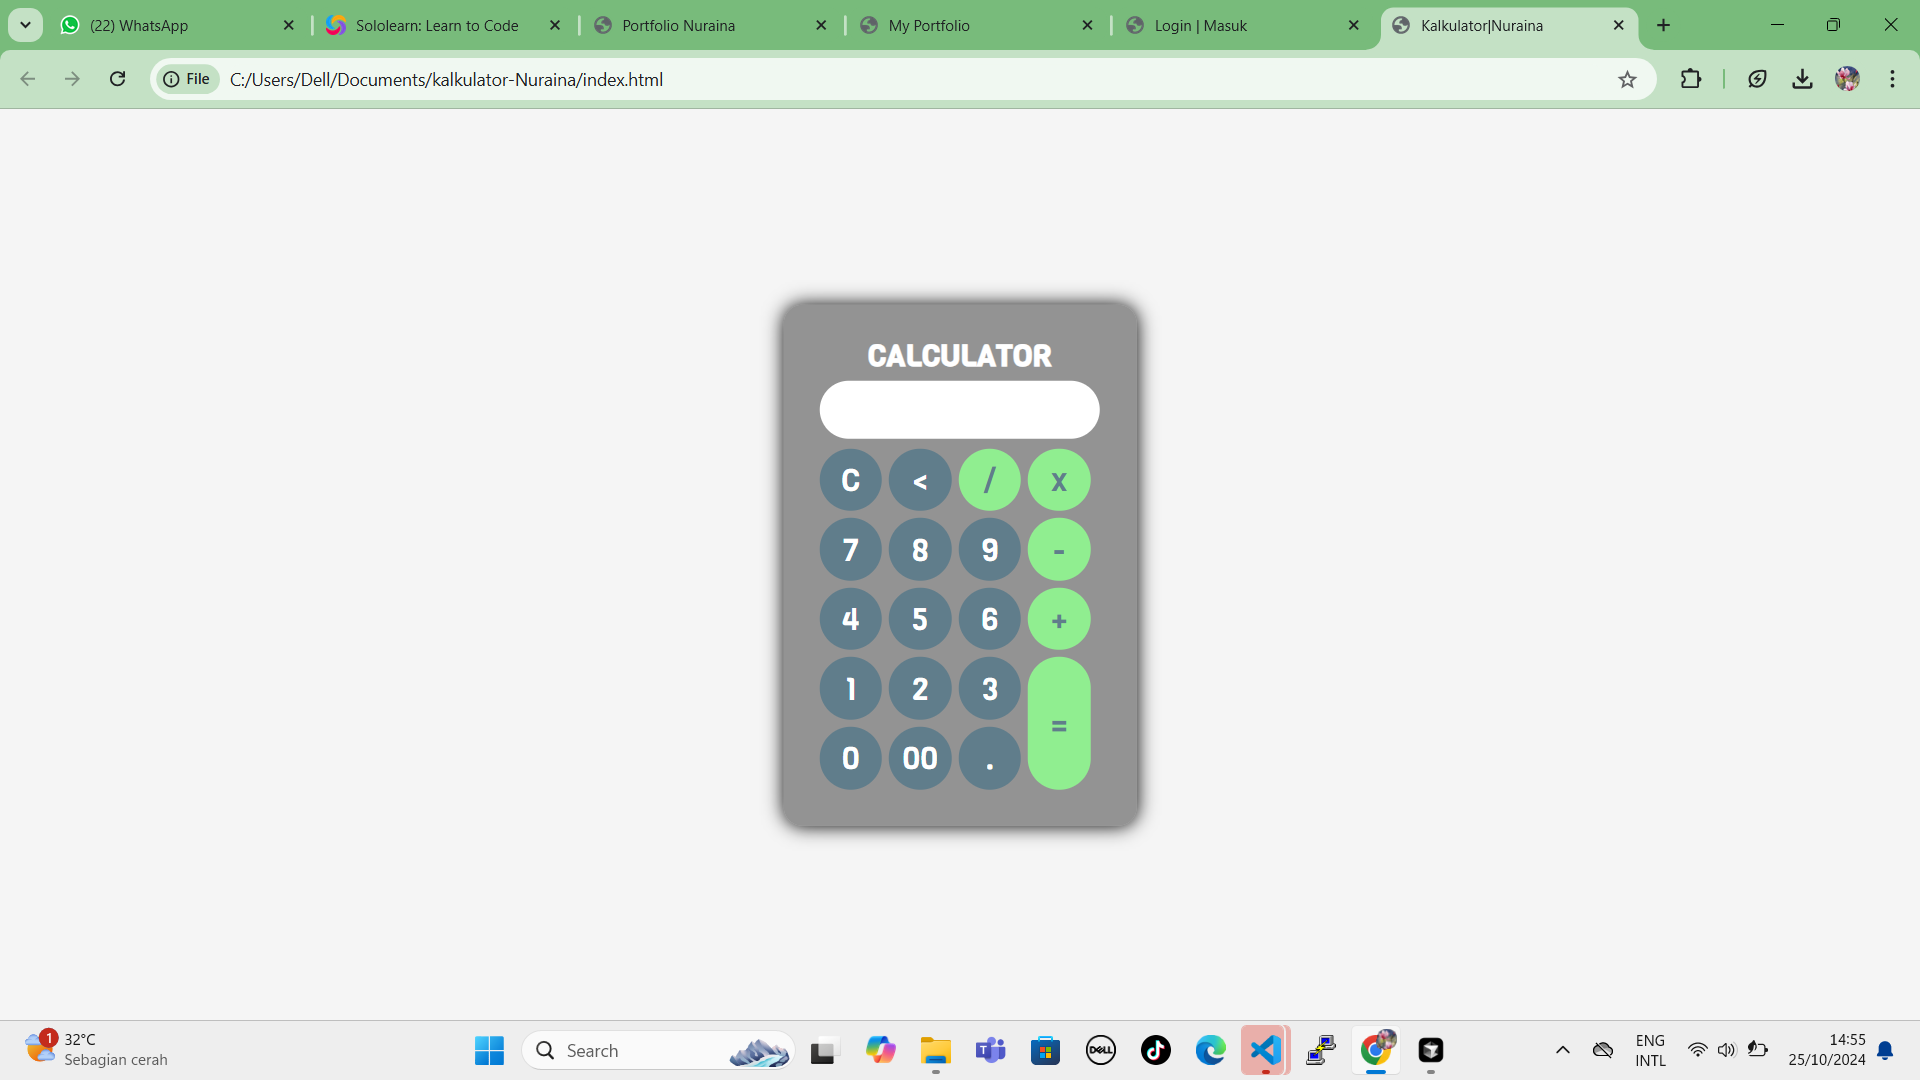 (22) WhatsApp
Sololearn: Learn to Code
Portfolio Nuraina
My Portfolio
Login | Masuk
Kalkulator|Nuraina
File
C:/Users/Dell/Documents/kalkulator-Nuraina/index.html
CALCULATOR
C < / x
7 8 9 -
4 5 6 +
1 2 3
=
0 00 .
1
32°C
Sebagian cerah
Search
DELL
ENG
INTL
14:55
25/10/2024